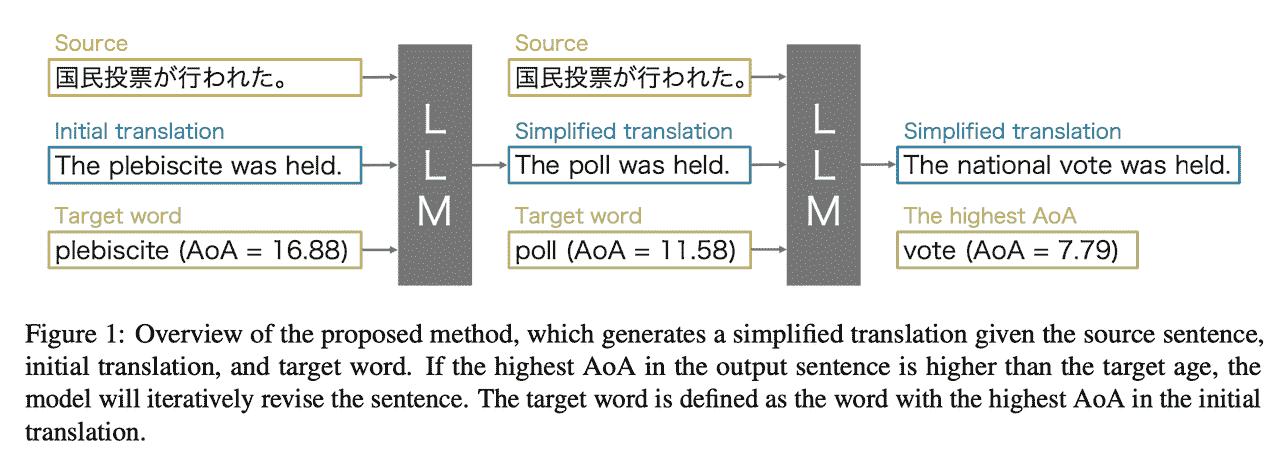 Source
国民投票が行われた。
Initial translation
The plebiscite was held.
Target word
plebiscite (AoA = 16.88)
L
L
M
Source
国民投票が行われた。
Simplified translation
The poll was held.
Target word
poll (AoA = 11.58)
L
L
M
Simplified translation
The national vote was held.
The highest AoA
vote (AoA = 7.79)
Figure 1: Overview of the proposed method, which generates a simplified translation given the source sentence,
initial translation, and target word. If the highest AoA in the output sentence is higher than the target age, the
model will iteratively revise the sentence. The target word is defined as the word with the highest AoA in the initial
translation.